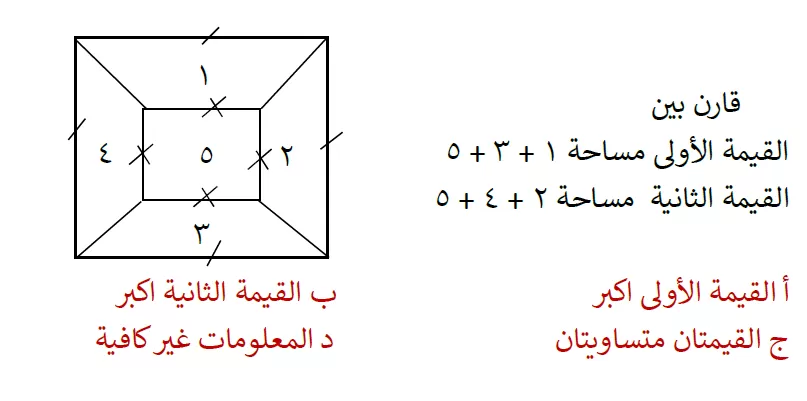 ١
٤ ٥ ٢
٣
قارن بين
القيمة الأولى مساحة ١ + ٣ + ٥
القيمة الثانية مساحة ٢ + ٤ + ٥
أ القيمة الأولى اكبر
ب القيمة الثانية اكبر
ج القيمتان متساويتان
د المعلومات غير كافية